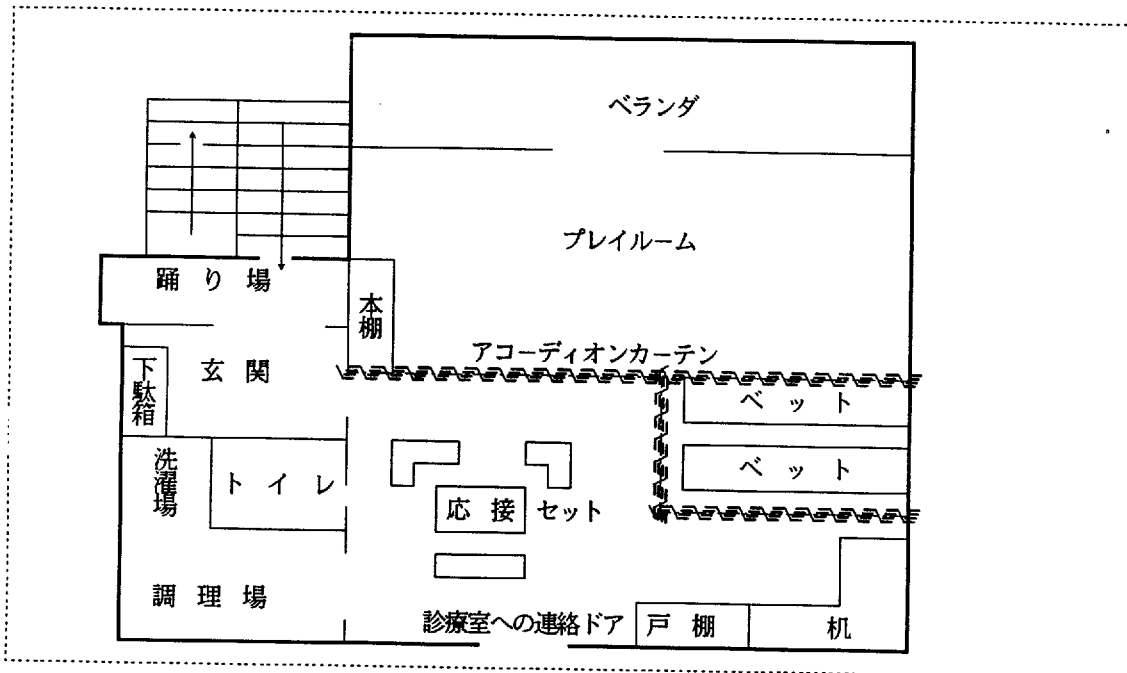 ベランダ
プレイルーム
踊り場
本棚
アコーディオンカーテン
玄関
下駄箱
ベット
洗濯場
トイレ
ベット
応接セット
調理場
診療室への連絡ドア
戸棚
机